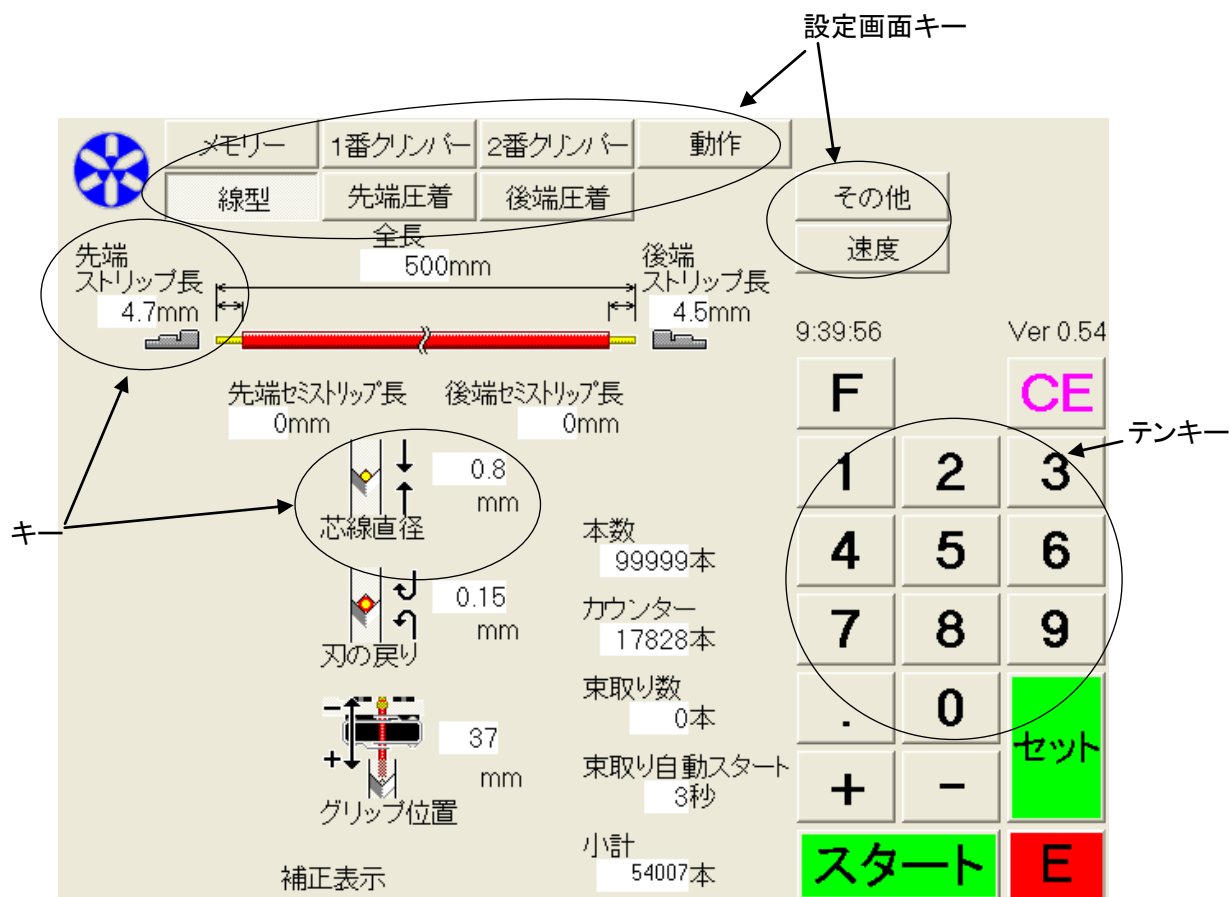 設定画面キー
メモリー
1番クリンパー
2番クリンパー
動作
線型
先端圧着
後端圧着
その他
速度
先端
ストリップ長
4.7mm
全長
500mm
後端
ストリップ長
4.5mm
9:39:56
Ver 0.54
先端セミストリップ長
0mm
後端セミストリップ長
0mm
F
CE
テンキー
1
2
3
4
5
6
7
8
9
.
0
セット
+
-
スタート
E
キー
0.8
mm
芯線直径
0.15
mm
刃の戻り
-
+
37
mm
グリップ位置
補正表示
本数
99999本
カウンター
17828本
束取り数
0本
束取り自動スタート
3秒
小計
54007本